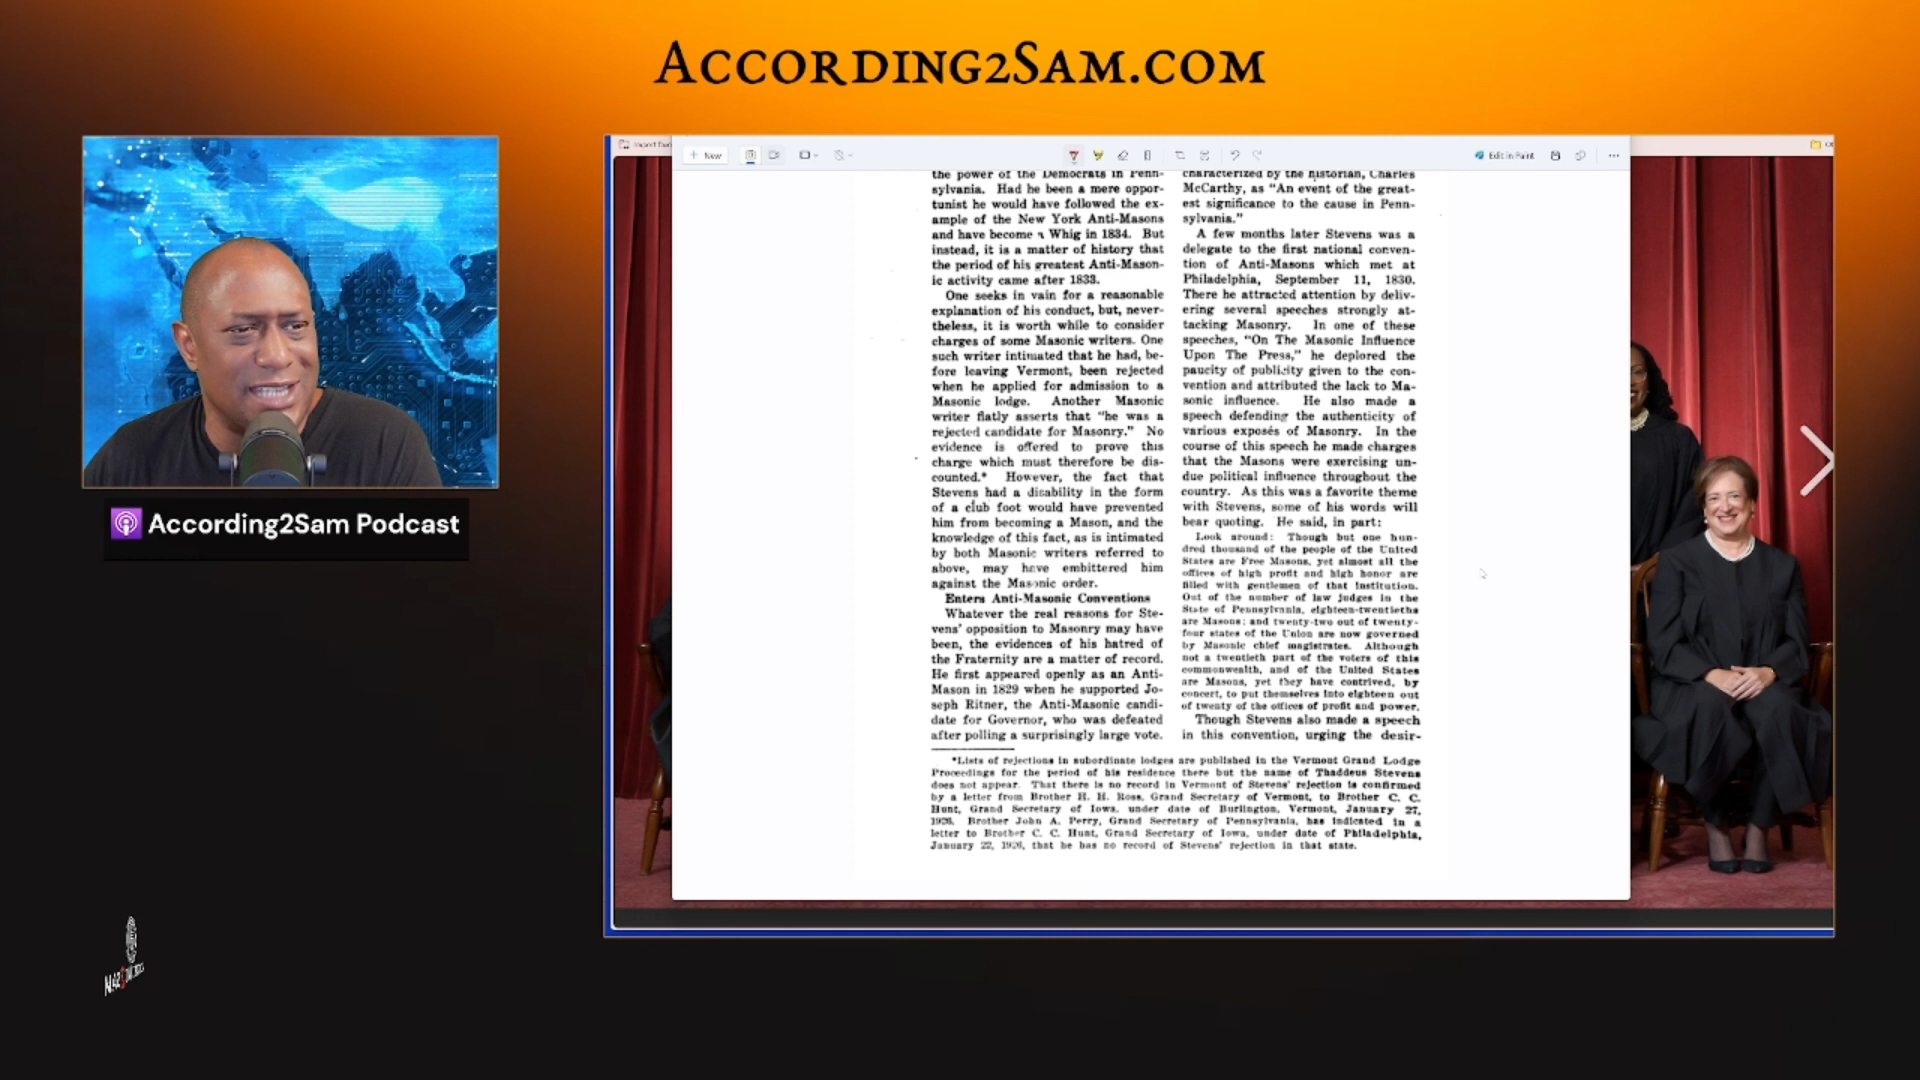 According2Sam.com
According2Sam Podcast
New
Edit in Paint
the power of the Democrats in Penn-
sylvania. Had he been a mere oppor-
tunist he would have followed the ex-
ample of the New York Anti-Masons
and have become a Whig in 1834. But
instead, it is a matter of history that
the period of his greatest Anti-Mason-
ic activity came after 1833.
One seeks in vain for a reasonable
explanation of his conduct, but, never-
theless, it is worth while to consider
charges of some Masonic writers. One
such writer intimated that he had, be-
fore leaving Vermont, been rejected
when he applied for admission to a
Masonic lodge. Another Masonic
writer flatly asserts that "he was a
rejected candidate for Masonry." No
evidence is offered to prove this
charge which must therefore be dis-
counted.* However, the fact that
Stevens had a disability in the form
of a club foot would have prevented
him from becoming a Mason, and the
knowledge of this fact, as is intimated
by both Masonic writers referred to
above, may have embittered him
against the Masonic order.
Enters Anti-Masonic Conventions
Whatever the real reasons for Ste-
vens' opposition to Masonry may have
been, the evidences of his hatred of
the Fraternity are a matter of record.
He first appeared openly as an Anti-
Mason in 1829 when he supported Jo-
seph Ritner, the Anti-Masonic candi-
date for Governor, who was defeated
after polling a surprisingly large vote.
characterized by the historian, Charles
McCarthy, as "An event of the great-
est significance to the cause in Penn-
sylvania."
A few months later Stevens was a
delegate to the first national conven-
tion of Anti-Masons which met at
Philadelphia, September 11, 1830.
There he attracted attention by deliv-
ering several speeches strongly at-
tacking Masonry. In one of these
speeches, "On The Masonic Influence
Upon The Press," he deplored the
paucity of publicity given to the con-
vention and attributed the lack to Ma-
sonic influence. He also made a
speech defending the authenticity of
various exposés of Masonry. In the
course of this speech he made charges
that the Masons were exercising un-
due political influence throughout the
country. As this was a favorite theme
with Stevens, some of his words will
bear quoting. He said, in part:
Look around: Though but one hun-
dred thousand of the people of the United
States are Free Masons, yet almost all the
offices of high profit and high honor are
filled with gentlemen of that institution.
Out of the number of law judges in the
State of Pennsylvania, eighteen-twentieths
are Masons; and twenty-two out of twenty-
four states of the Union are now governed
by Masonic chief magistrates. Although
not a twentieth part of the voters of this
commonwealth, and of the United States
are Masons, yet they have contrived, by
concert, to put themselves into eighteen out
of twenty of the offices of profit and power.
Though Stevens also made a speech
in this convention, urging the desir-
*Lists of rejections in subordinate lodges are published in the Vermont Grand Lodge
Proceedings for the period of his residence there but the name of Thaddeus Stevens
does not appear. That there is no record in Vermont of Stevens' rejection is confirmed
by a letter from Brother H. H. Ross, Grand Secretary of Vermont, to Brother C. C.
Hunt, Grand Secretary of Iowa, under date of Burlington, Vermont, January 27,
1926. Brother John A. Perry, Grand Secretary of Pennsylvania, has indicated in a
letter to Brother C. C. Hunt, Grand Secretary of Iowa, under date of Philadelphia,
January 22, 1926, that he has no record of Stevens' rejection in that state.